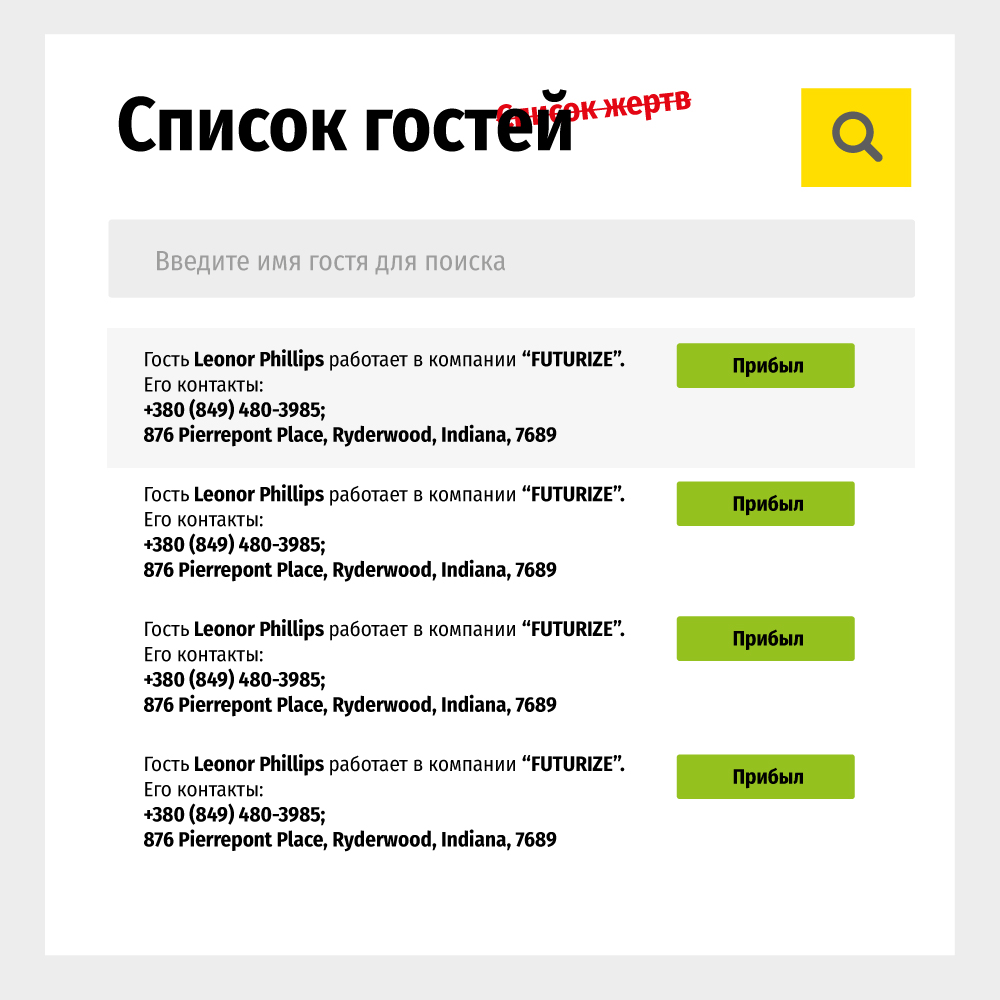 Список гостей
Список жертв
Введите имя гостя для поиска
Гость Leonor Phillips работает в компании “FUTURIZE”.
Его контакты:
+380 (849) 480-3985;
876 Pierrepont Place, Ryderwood, Indiana, 7689
Прибыл
Гость Leonor Phillips работает в компании “FUTURIZE”.
Его контакты:
+380 (849) 480-3985;
876 Pierrepont Place, Ryderwood, Indiana, 7689
Прибыл
Гость Leonor Phillips работает в компании “FUTURIZE”.
Его контакты:
+380 (849) 480-3985;
876 Pierrepont Place, Ryderwood, Indiana, 7689
Прибыл
Гость Leonor Phillips работает в компании “FUTURIZE”.
Его контакты:
+380 (849) 480-3985;
876 Pierrepont Place, Ryderwood, Indiana, 7689
Прибыл